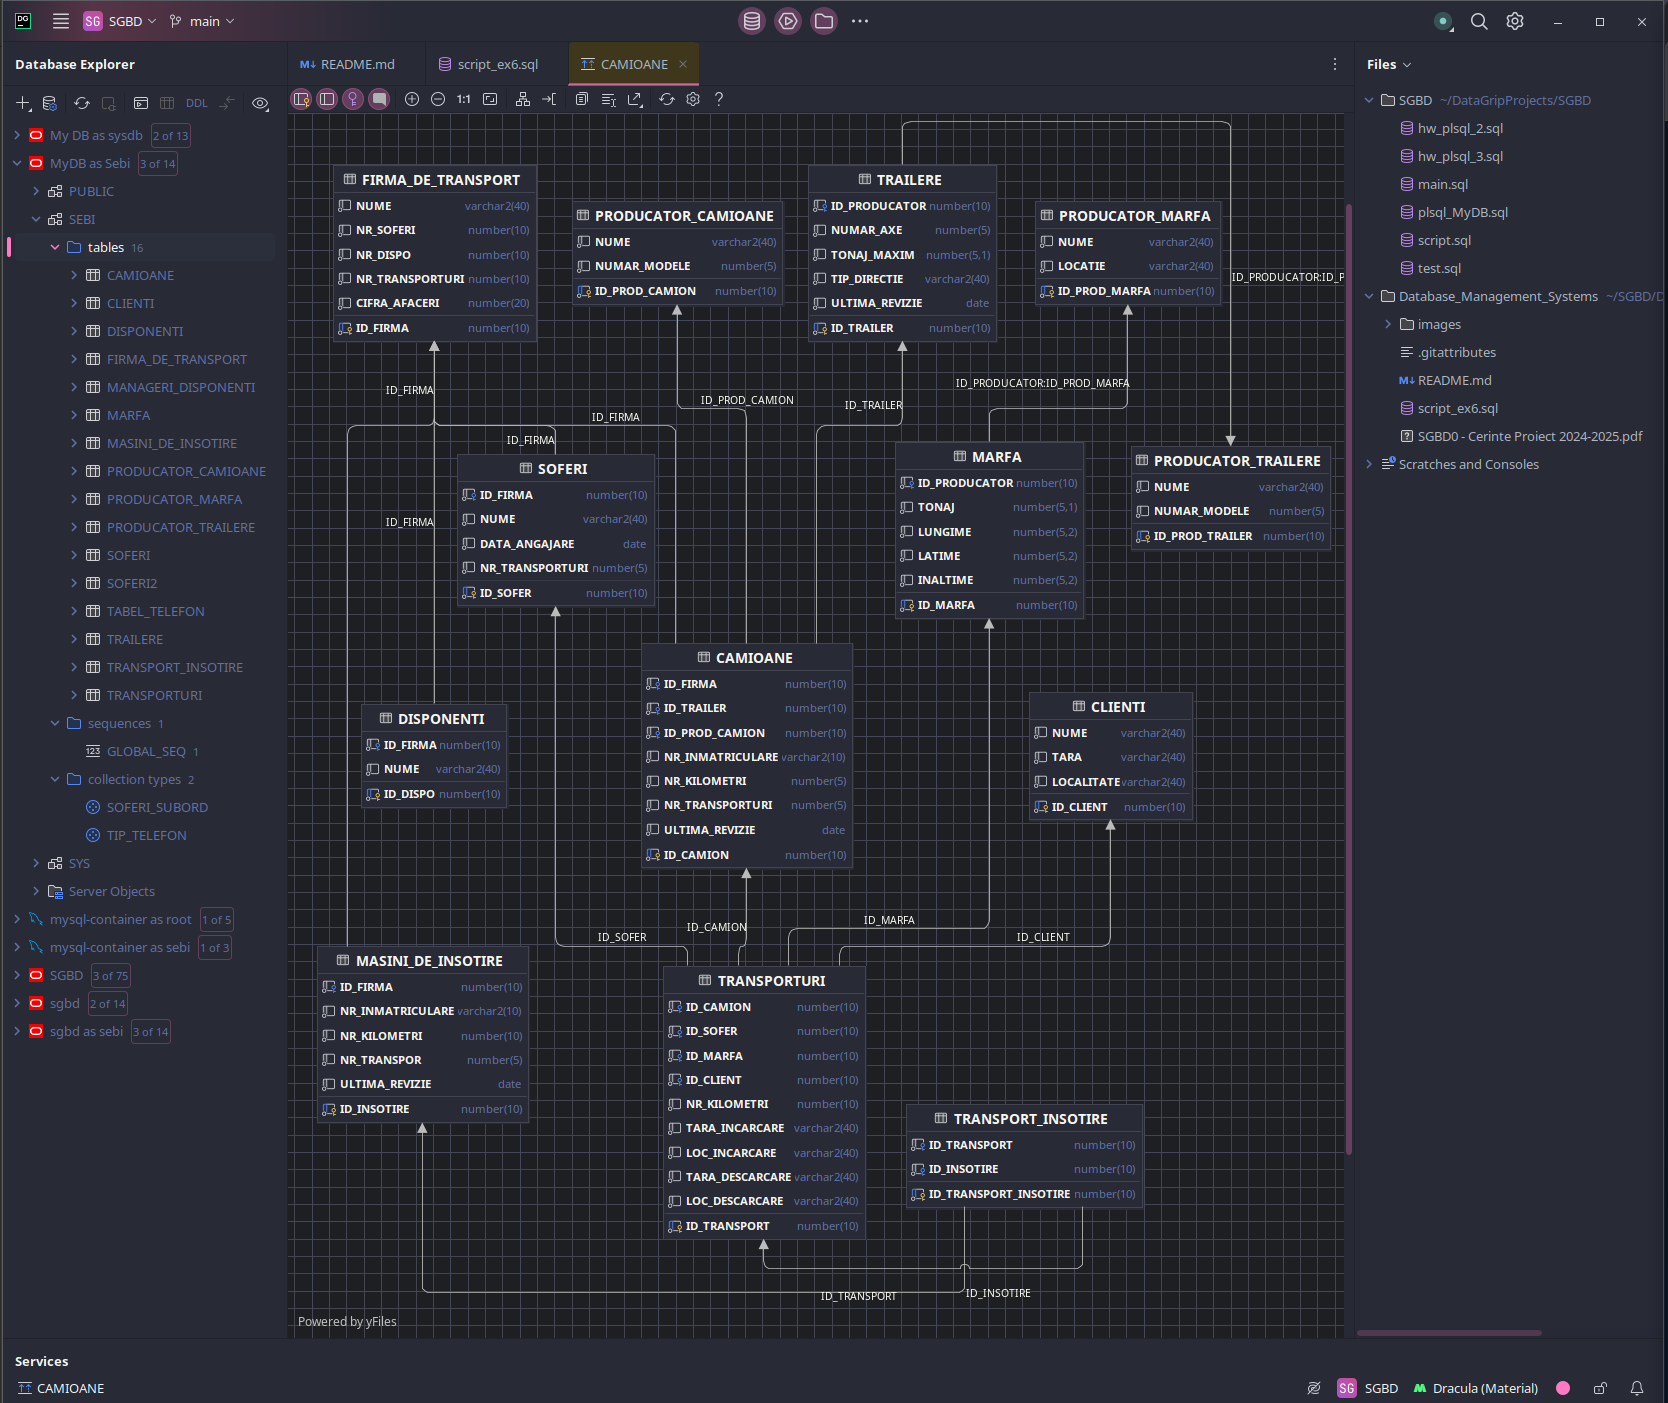 DG
SG SGBD
main
Database Explorer
DDL
My DB as sysdb 2 of 13
MyDB as Sebi 3 of 14
PUBLIC
SEBI
tables 16
CAMIOANE
CLIENTI
DISPONENTI
FIRMA_DE_TRANSPORT
MANAGERI_DISPONENTI
MARFA
MASINI_DE_INSOTIRE
PRODUCATOR_CAMIOANE
PRODUCATOR_MARFA
PRODUCATOR_TRAILERE
SOFERI
SOFERI2
TABEL_TELEFON
TRAILERE
TRANSPORT_INSOTIRE
TRANSPORTURI
sequences 1
123 GLOBAL_SEQ 1
collection types 2
SOFERI_SUBORD
TIP_TELEFON
SYS
Server Objects
mysql-container as root 1 of 5
mysql-container as sebi 1 of 3
SGBD 3 of 75
sgbd 2 of 14
sgbd as sebi 3 of 14
M↓ README.md
script_ex6.sql
CAMIOANE
1:1
?
FIRMA_DE_TRANSPORT
NUME varchar2(40)
NR_SOFERI number(10)
NR_DISPO number(10)
NR_TRANSPORTURI number(10)
CIFRA_AFACERI number(20)
ID_FIRMA number(10)
PRODUCATOR_CAMIOANE
NUME varchar2(40)
NUMAR_MODELE number(5)
ID_PROD_CAMION number(10)
TRAILERE
ID_PRODUCATOR number(10)
NUMAR_AXE number(5)
TONAJ_MAXIM number(5,1)
TIP_DIRECTIE varchar2(40)
ULTIMA_REVIZIE date
ID_TRAILER number(10)
PRODUCATOR_MARFA
NUME varchar2(40)
LOCATIE varchar2(40)
ID_PROD_MARFA number(10)
ID_PRODUCATOR:ID_P
ID_FIRMA
ID_FIRMA
ID_FIRMA
ID_FIRMA
ID_PROD_CAMION
ID_TRAILER
ID_PRODUCATOR:ID_PROD_MARFA
SOFERI
ID_FIRMA number(10)
NUME varchar2(40)
DATA_ANGAJARE date
NR_TRANSPORTURI number(5)
ID_SOFER number(10)
MARFA
ID_PRODUCATOR number(10)
TONAJ number(5,1)
LUNGIME number(5,2)
LATIME number(5,2)
INALTIME number(5,2)
ID_MARFA number(10)
PRODUCATOR_TRAILERE
NUME varchar2(40)
NUMAR_MODELE number(5)
ID_PROD_TRAILER number(10)
CAMIOANE
ID_FIRMA number(10)
ID_TRAILER number(10)
ID_PROD_CAMION number(10)
NR_INMATRICULARE varchar2(10)
NR_KILOMETRI number(5)
NR_TRANSPORTURI number(5)
ULTIMA_REVIZIE date
ID_CAMION number(10)
DISPONENTI
ID_FIRMA number(10)
NUME varchar2(40)
ID_DISPO number(10)
CLIENTI
NUME varchar2(40)
TARA varchar2(40)
LOCALITATE varchar2(40)
ID_CLIENT number(10)
ID_SOFER
ID_CAMION
ID_MARFA
ID_CLIENT
MASINI_DE_INSOTIRE
ID_FIRMA number(10)
NR_INMATRICULARE varchar2(10)
NR_KILOMETRI number(10)
NR_TRANSPOR number(5)
ULTIMA_REVIZIE date
ID_INSOTIRE number(10)
TRANSPORTURI
ID_CAMION number(10)
ID_SOFER number(10)
ID_MARFA number(10)
ID_CLIENT number(10)
NR_KILOMETRI number(10)
TARA_INCARCARE varchar2(40)
LOC_INCARCARE varchar2(40)
TARA_DESCARCARE varchar2(40)
LOC_DESCARCARE varchar2(40)
ID_TRANSPORT number(10)
TRANSPORT_INSOTIRE
ID_TRANSPORT number(10)
ID_INSOTIRE number(10)
ID_TRANSPORT_INSOTIRE number(10)
ID_TRANSPORT
ID_INSOTIRE
Powered by yFiles
Files
SGBD ~/DataGripProjects/SGBD
hw_plsql_2.sql
hw_plsql_3.sql
main.sql
plsql_MyDB.sql
script.sql
test.sql
Database_Management_Systems ~/SGBD/D
images
.gitattributes
M↓ README.md
script_ex6.sql
SGBD0 - Cerinte Proiect 2024-2025.pdf
Scratches and Consoles
Services
CAMIOANE
SG SGBD
Dracula (Material)